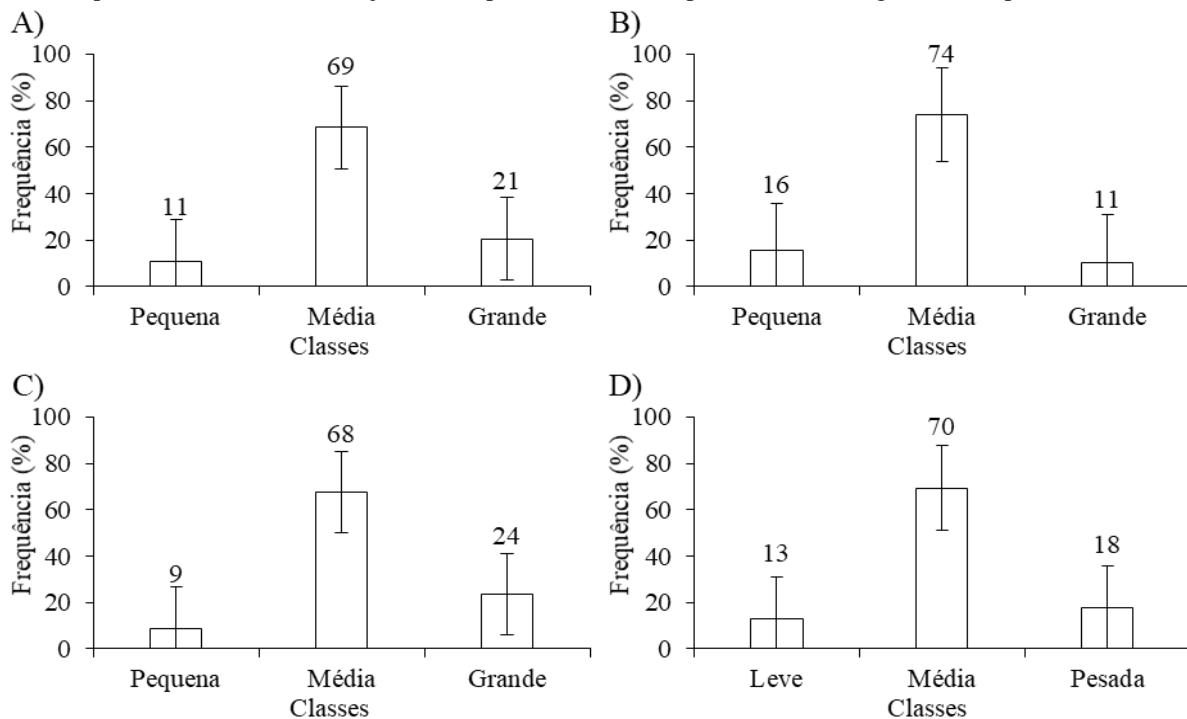 A)
Frequência (%)
100
80
60
40
20
0
11
69
21
Pequena Média Grande
Classes
B)
Frequência (%)
100
80
60
40
20
0
16
74
11
Pequena Média Grande
Classes
C)
Frequência (%)
100
80
60
40
20
0
9
68
24
Pequena Média Grande
Classes
D)
Frequência (%)
100
80
60
40
20
0
13
70
18
Leve Média Pesada
Classes